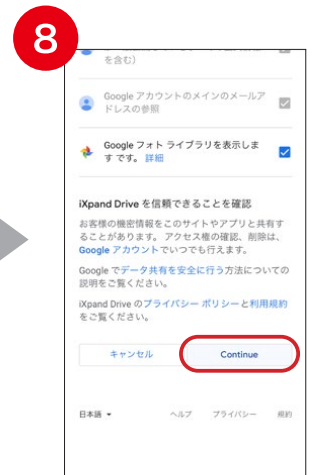 8
を含む)
Google アカウントのメインのメールア
ドレスの参照
Google フォト ライブラリを表示しま
す です。 詳細
iXpand Drive を信頼できることを確認
お客様の機密情報をこのサイトやアプリと共有す
ることがあります。 アクセス権の確認、削除は、
Google アカウントでいつでも行えます。
Google でデータ共有を安全に行う方法についての
説明をご覧ください。
iXpand Drive のプライバシー ポリシーと利用規約
をご覧ください。
キャンセル
Continue
日本語
ヘルプ
プライバシー
規約